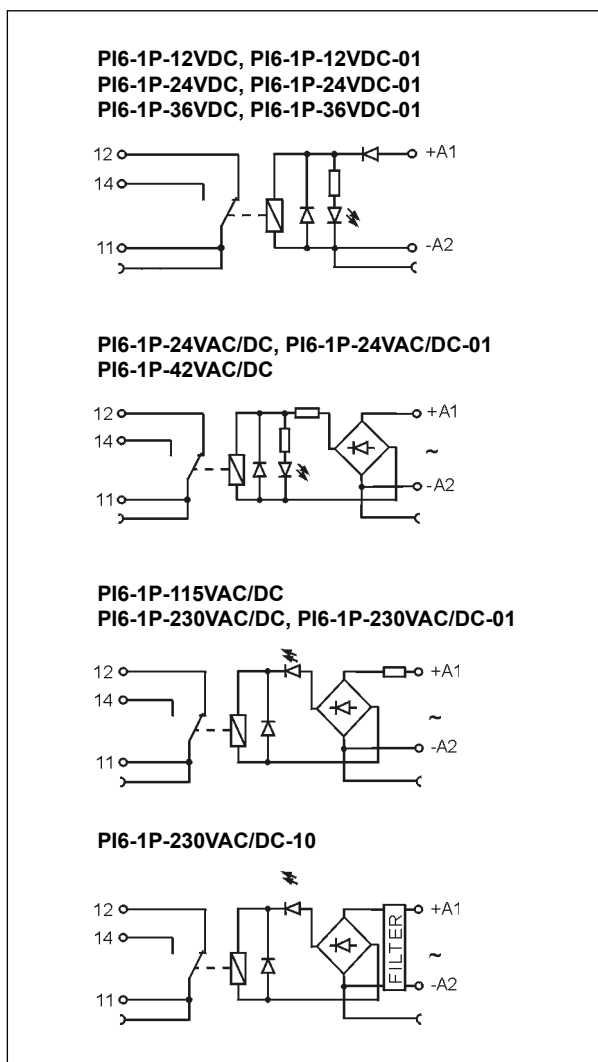 PI6-1P-12VDC, PI6-1P-12VDC-01
PI6-1P-24VDC, PI6-1P-24VDC-01
PI6-1P-36VDC, PI6-1P-36VDC-01
12
+A1
14
11
-A2
PI6-1P-24VAC/DC, PI6-1P-24VAC/DC-01
PI6-1P-42VAC/DC
12
+A1
14
~
-A2
11
PI6-1P-115VAC/DC
PI6-1P-230VAC/DC, PI6-1P-230VAC/DC-01
12
+A1
14
~
11
-A2
PI6-1P-230VAC/DC-10
12
+A1
14
FILTER
~
-A2
11